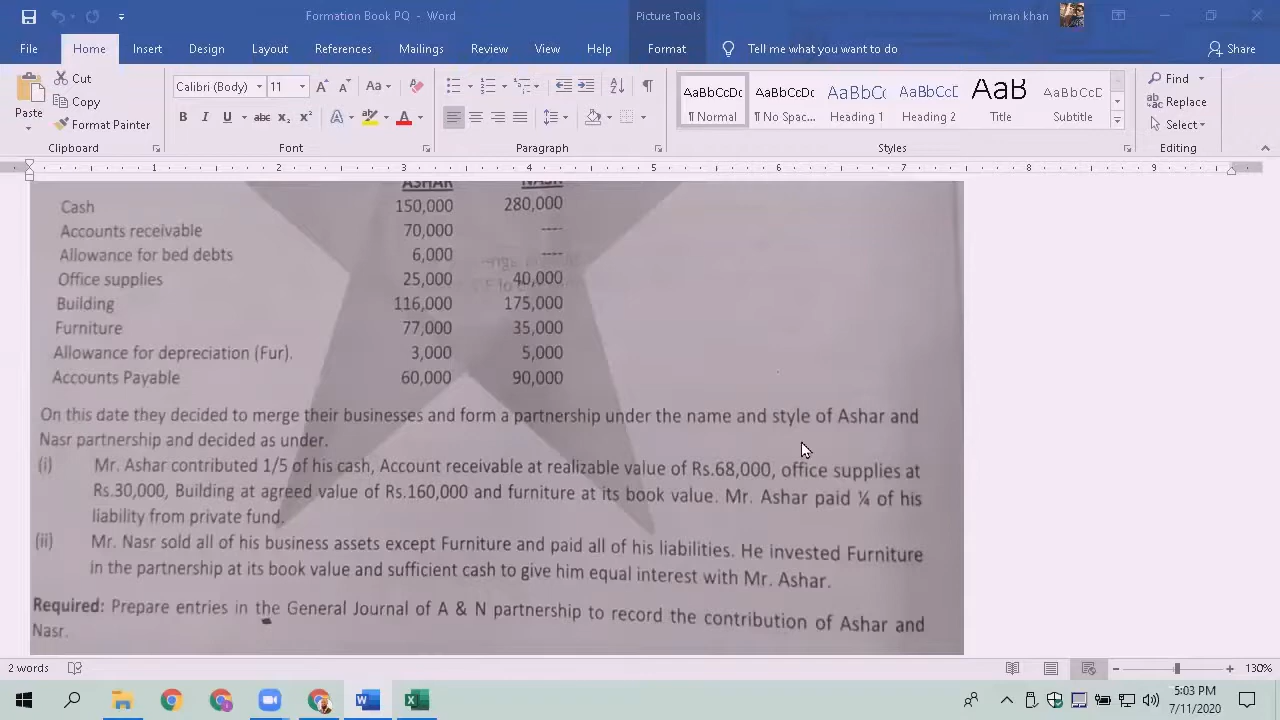 Formation Book PQ - Word
Picture Tools
imran khan
File Home Insert Design Layout References Mailings Review View Help Format Tell me what you want to do Share
Paste
Cut
Copy
Format Painter
Calibri (Body) 11
Clipboard Font Paragraph Styles Editing
AaBbCcDc AaBbCcDc AaBbC( AaBbCcE AaB AaBbCcC
¶ Normal ¶ No Spac... Heading 1 Heading 2 Title Subtitle
Find
Replace
Select
1 2 3 4 5 6 7 8 9
ASHAR NASR
Cash 150,000 280,000
Accounts receivable 70,000 ----
Allowance for bed debts 6,000 ----
Office supplies 25,000 40,000
Building 116,000 175,000
Furniture 77,000 35,000
Allowance for depreciation (Fur). 3,000 5,000
Accounts Payable 60,000 90,000
On this date they decided to merge their businesses and form a partnership under the name and style of Ashar and
Nasr partnership and decided as under.
(i) Mr. Ashar contributed 1/5 of his cash, Account receivable at realizable value of Rs.68,000, office supplies at
Rs.30,000, Building at agreed value of Rs.160,000 and furniture at its book value. Mr. Ashar paid ¼ of his
liability from private fund.
(ii) Mr. Nasr sold all of his business assets except Furniture and paid all of his liabilities. He invested Furniture
in the partnership at its book value and sufficient cash to give him equal interest with Mr. Ashar.
Required: Prepare entries in the General Journal of A & N partnership to record the contribution of Ashar and
Nasr.
2 words
130%
5:03 PM
7/11/2020